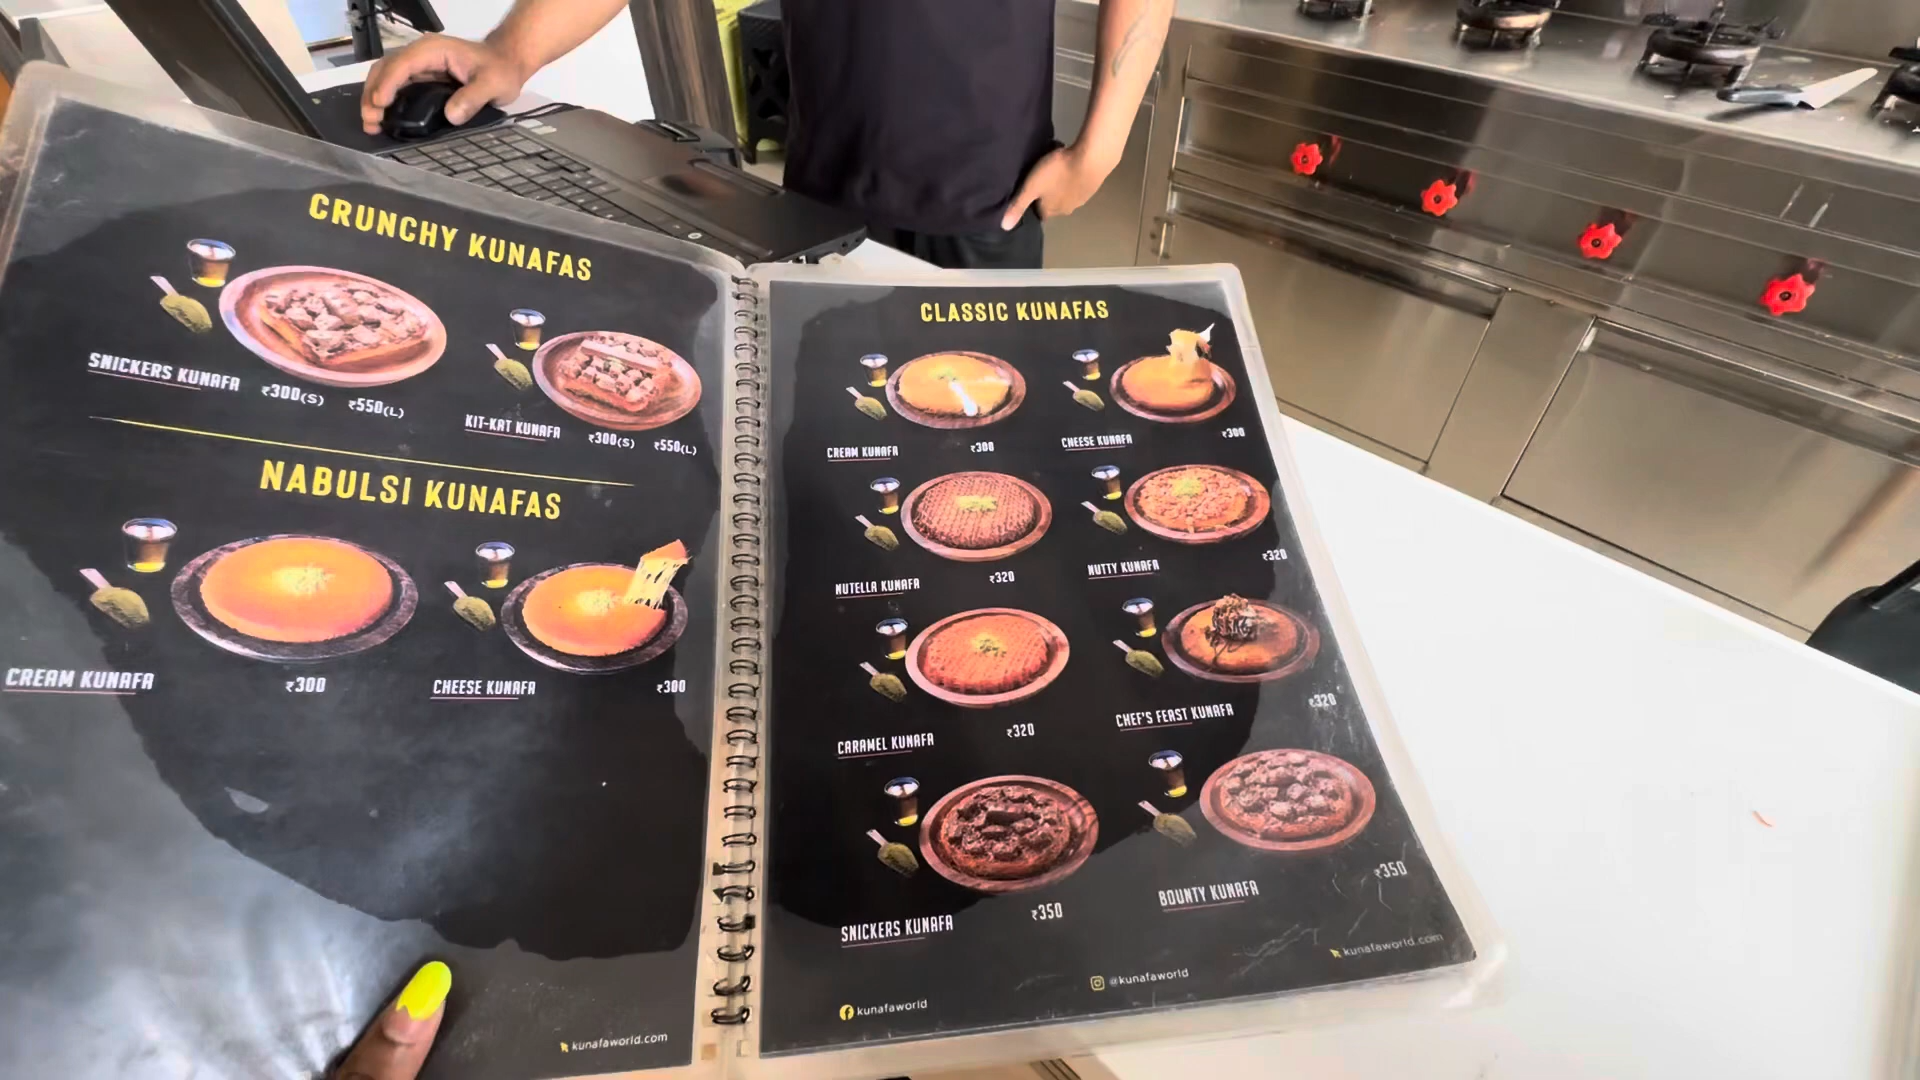 CRUNCHY KUNAFAS
SNICKERS KUNAFA ₹300(S) ₹550(L)
KIT-KAT KUNAFA ₹300(S) ₹550(L)
NABULSI KUNAFAS
CREAM KUNAFA ₹300
CHEESE KUNAFA ₹300
kunafaworld.com
CLASSIC KUNAFAS
CREAM KUNAFA ₹300
CHEESE KUNAFA ₹300
NUTELLA KUNAFA ₹320
NUTTY KUNAFA ₹320
CARAMEL KUNAFA ₹320
CHEF'S FEAST KUNAFA ₹320
SNICKERS KUNAFA ₹350
BOUNTY KUNAFA ₹350
kunafaworld
@kunafaworld
kunafaworld.com